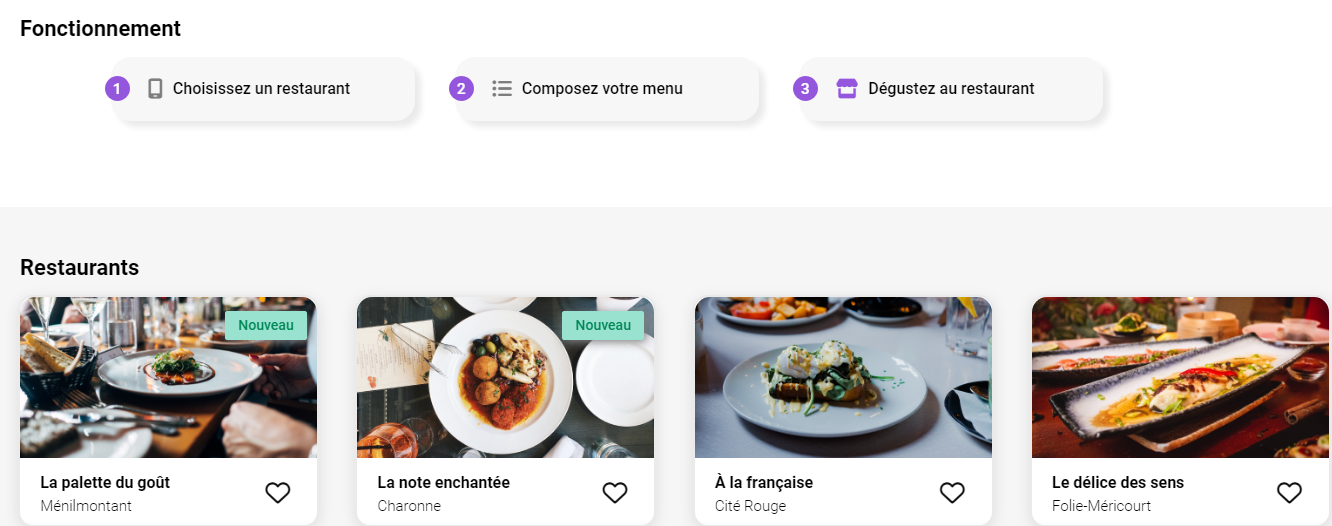 Fonctionnement
1 Choisissez un restaurant
2 Composez votre menu
3 Dégustez au restaurant
Restaurants
Nouveau
Nouveau
La palette du goût
Ménilmontant
La note enchantée
Charonne
À la française
Cité Rouge
Le délice des sens
Folie-Méricourt